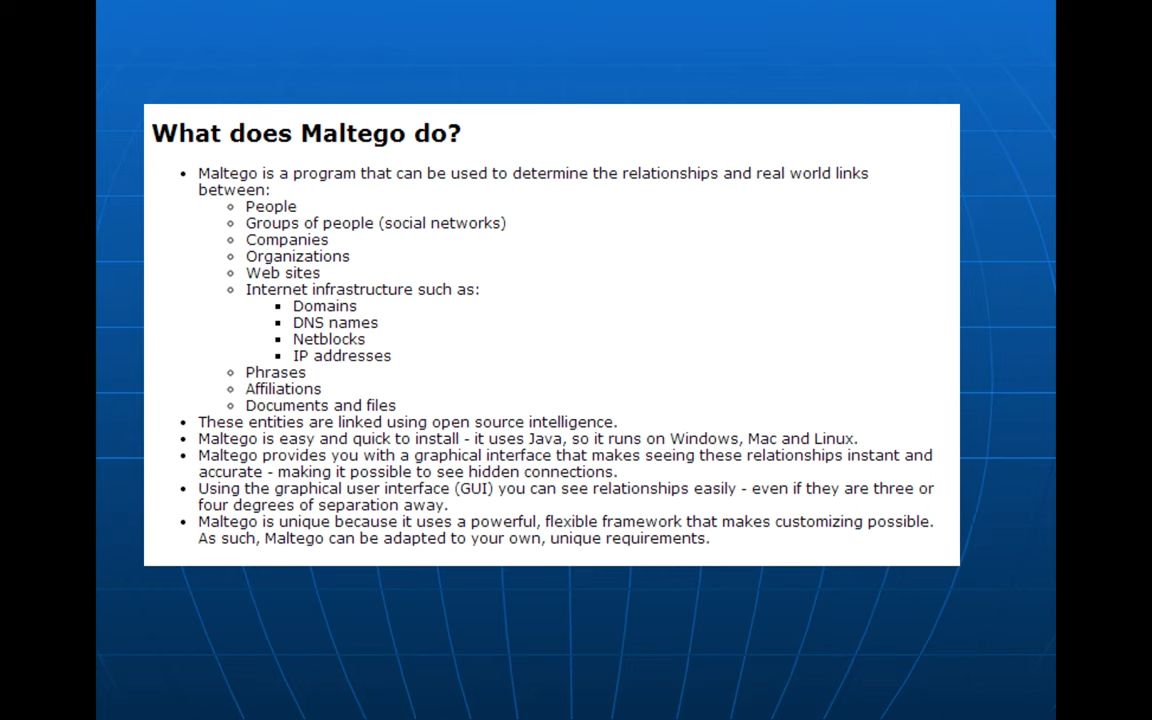 What does Maltego do?
Maltego is a program that can be used to determine the relationships and real world links
between:
People
Groups of people (social networks)
Companies
Organizations
Web sites
Internet infrastructure such as:
Domains
DNS names
Netblocks
IP addresses
Phrases
Affiliations
Documents and files
These entities are linked using open source intelligence.
Maltego is easy and quick to install - it uses Java, so it runs on Windows, Mac and Linux.
Maltego provides you with a graphical interface that makes seeing these relationships instant and
accurate - making it possible to see hidden connections.
Using the graphical user interface (GUI) you can see relationships easily - even if they are three or
four degrees of separation away.
Maltego is unique because it uses a powerful, flexible framework that makes customizing possible.
As such, Maltego can be adapted to your own, unique requirements.